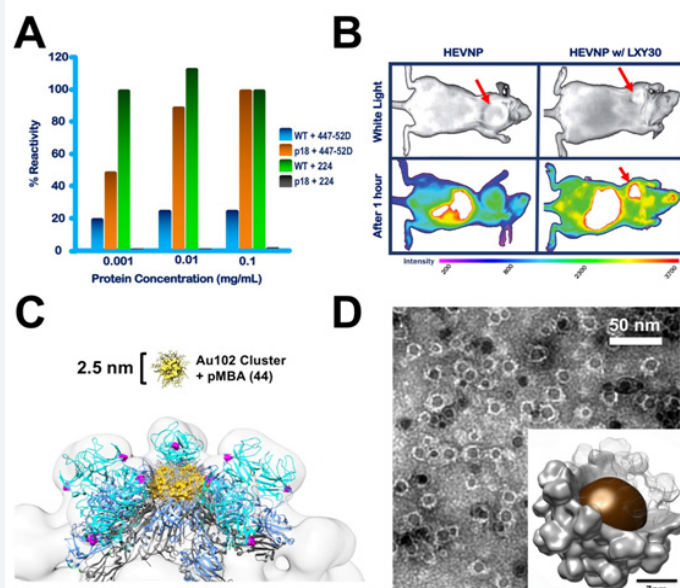 A
120
100
80
60
40
20
0
% Reactivity
0.001 0.01 0.1
Protein Concentration (mg/mL)
WT + 447-52D
p18 + 447-52D
WT + 224
p18 + 224
B
HEVNP HEVNP w/ LXY30
White Light
After 1 hour
Intensity
200 800 2300 3700
C
2.5 nm
Au102 Cluster
+ pMBA (44)
D
50 nm